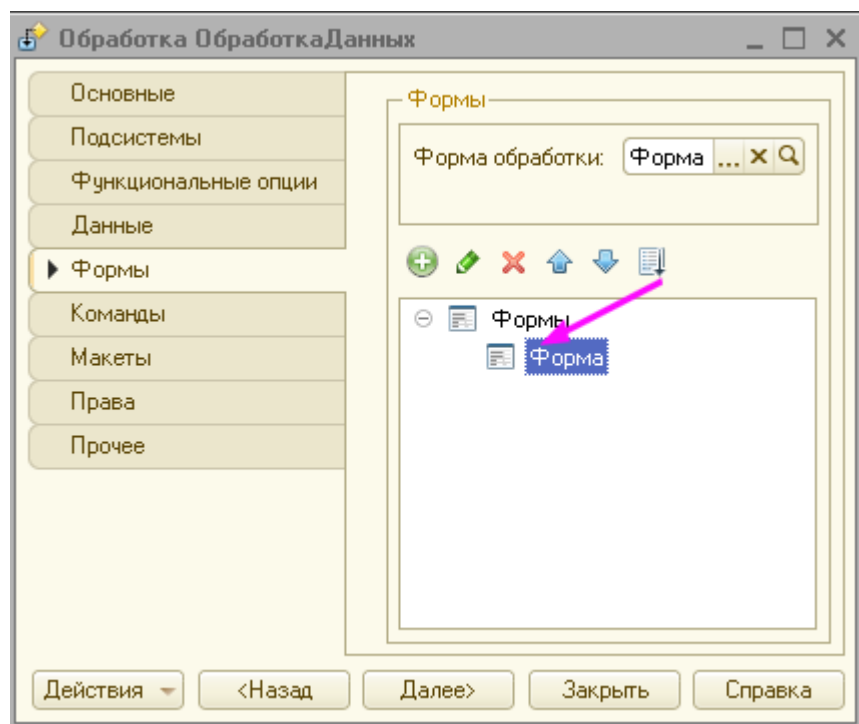 Обработка ОбработкаДанных
Основные
Подсистемы
Функциональные опции
Данные
Формы
Команды
Макеты
Права
Прочее
Формы
Форма обработки: Форма ...
Формы
Форма
Действия <Назад Далее> Закрыть Справка